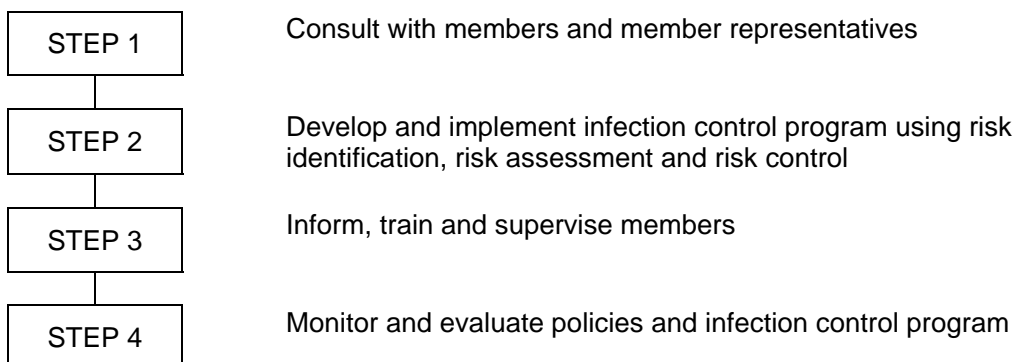 STEP 1
Consult with members and member representatives
STEP 2
Develop and implement infection control program using risk
identification, risk assessment and risk control
STEP 3
Inform, train and supervise members
STEP 4
Monitor and evaluate policies and infection control program